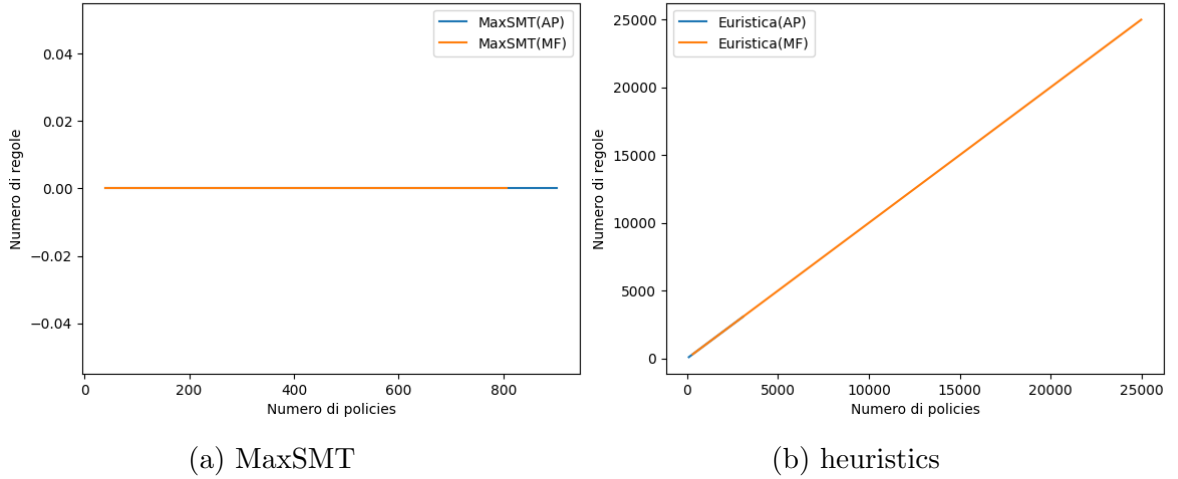 MaxSMT(AP)
MaxSMT(MF)
0.04
0.02
0.00
−0.02
−0.04
Numero di regole
0 200 400 600 800
Numero di policies
(a) MaxSMT
Euristica(AP)
Euristica(MF)
25000
20000
15000
10000
5000
0
Numero di regole
0 5000 10000 15000 20000 25000
Numero di policies
(b) heuristics